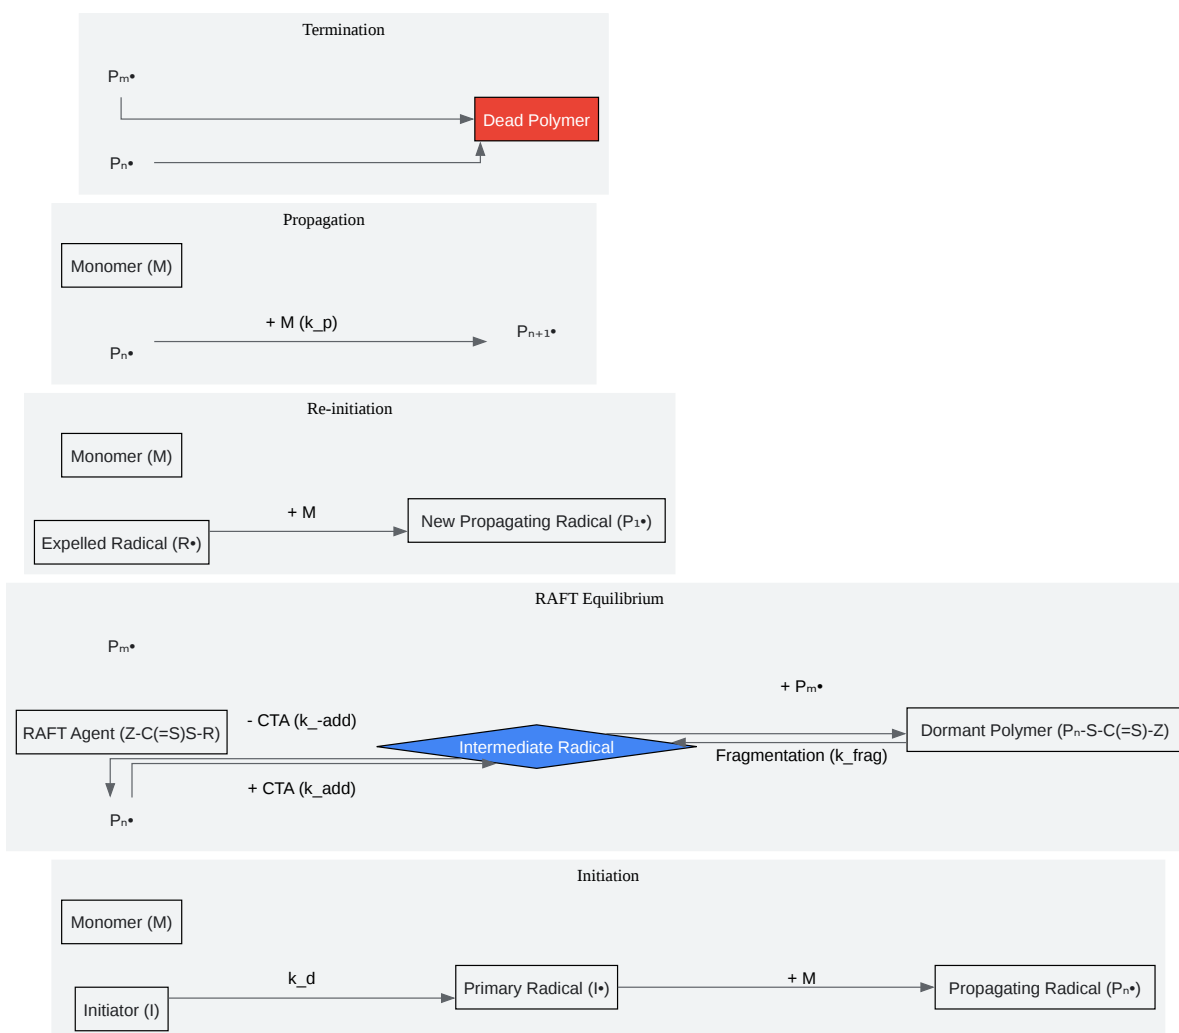 Termination
Pₘ•
Dead Polymer
Pₙ•
Propagation
Monomer (M)
+ M (k_p)
Pₙ₊₁•
Pₙ•
Re-initiation
Monomer (M)
+ M
New Propagating Radical (P₁•)
Expelled Radical (R•)
RAFT Equilibrium
Pₘ•
+ Pₘ•
RAFT Agent (Z-C(=S)S-R)
- CTA (k_-add)
Intermediate Radical
Dormant Polymer (Pₙ-S-C(=S)-Z)
Fragmentation (k_frag)
+ CTA (k_add)
Pₙ•
Initiation
Monomer (M)
k_d
Primary Radical (I•)
+ M
Propagating Radical (Pₙ•)
Initiator (I)